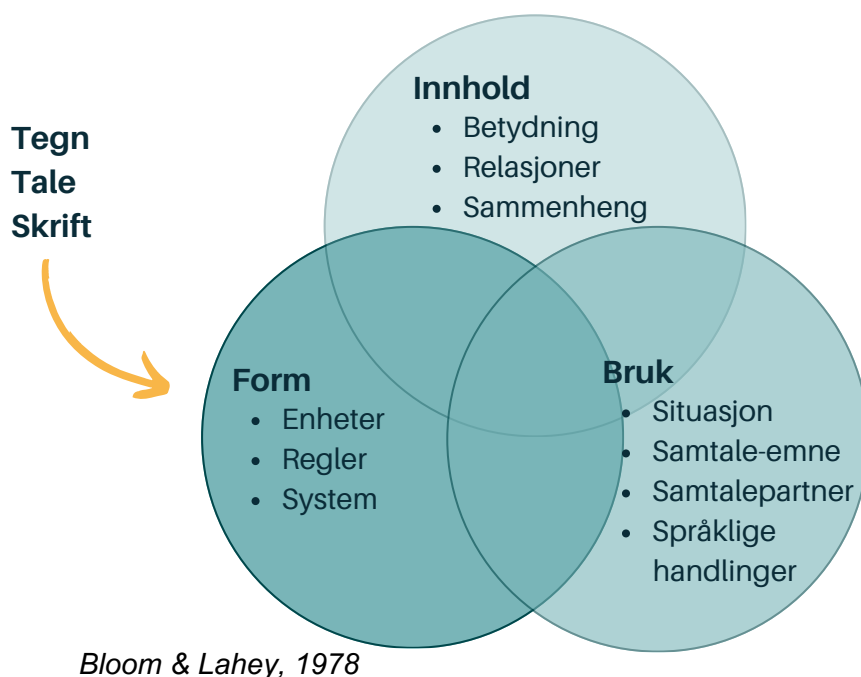 Tegn
Tale
Skrift
Innhold
• Betydning
• Relasjoner
• Sammenheng
Form
• Enheter
• Regler
• System
Bruk
• Situasjon
• Samtale-emne
• Samtalepartner
• Språklige
handlinger
Bloom & Lahey, 1978